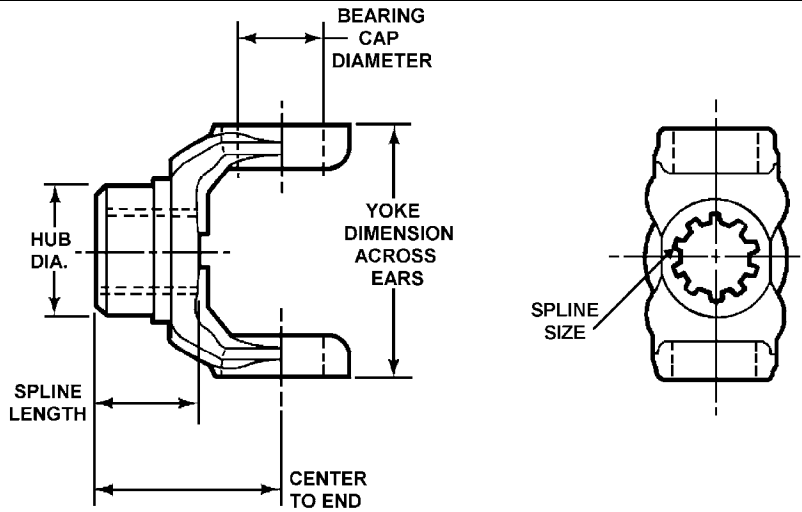 BEARING
CAP
DIAMETER
HUB
DIA.
YOKE
DIMENSION
ACROSS
EARS
SPLINE
SIZE
SPLINE
LENGTH
CENTER
TO END